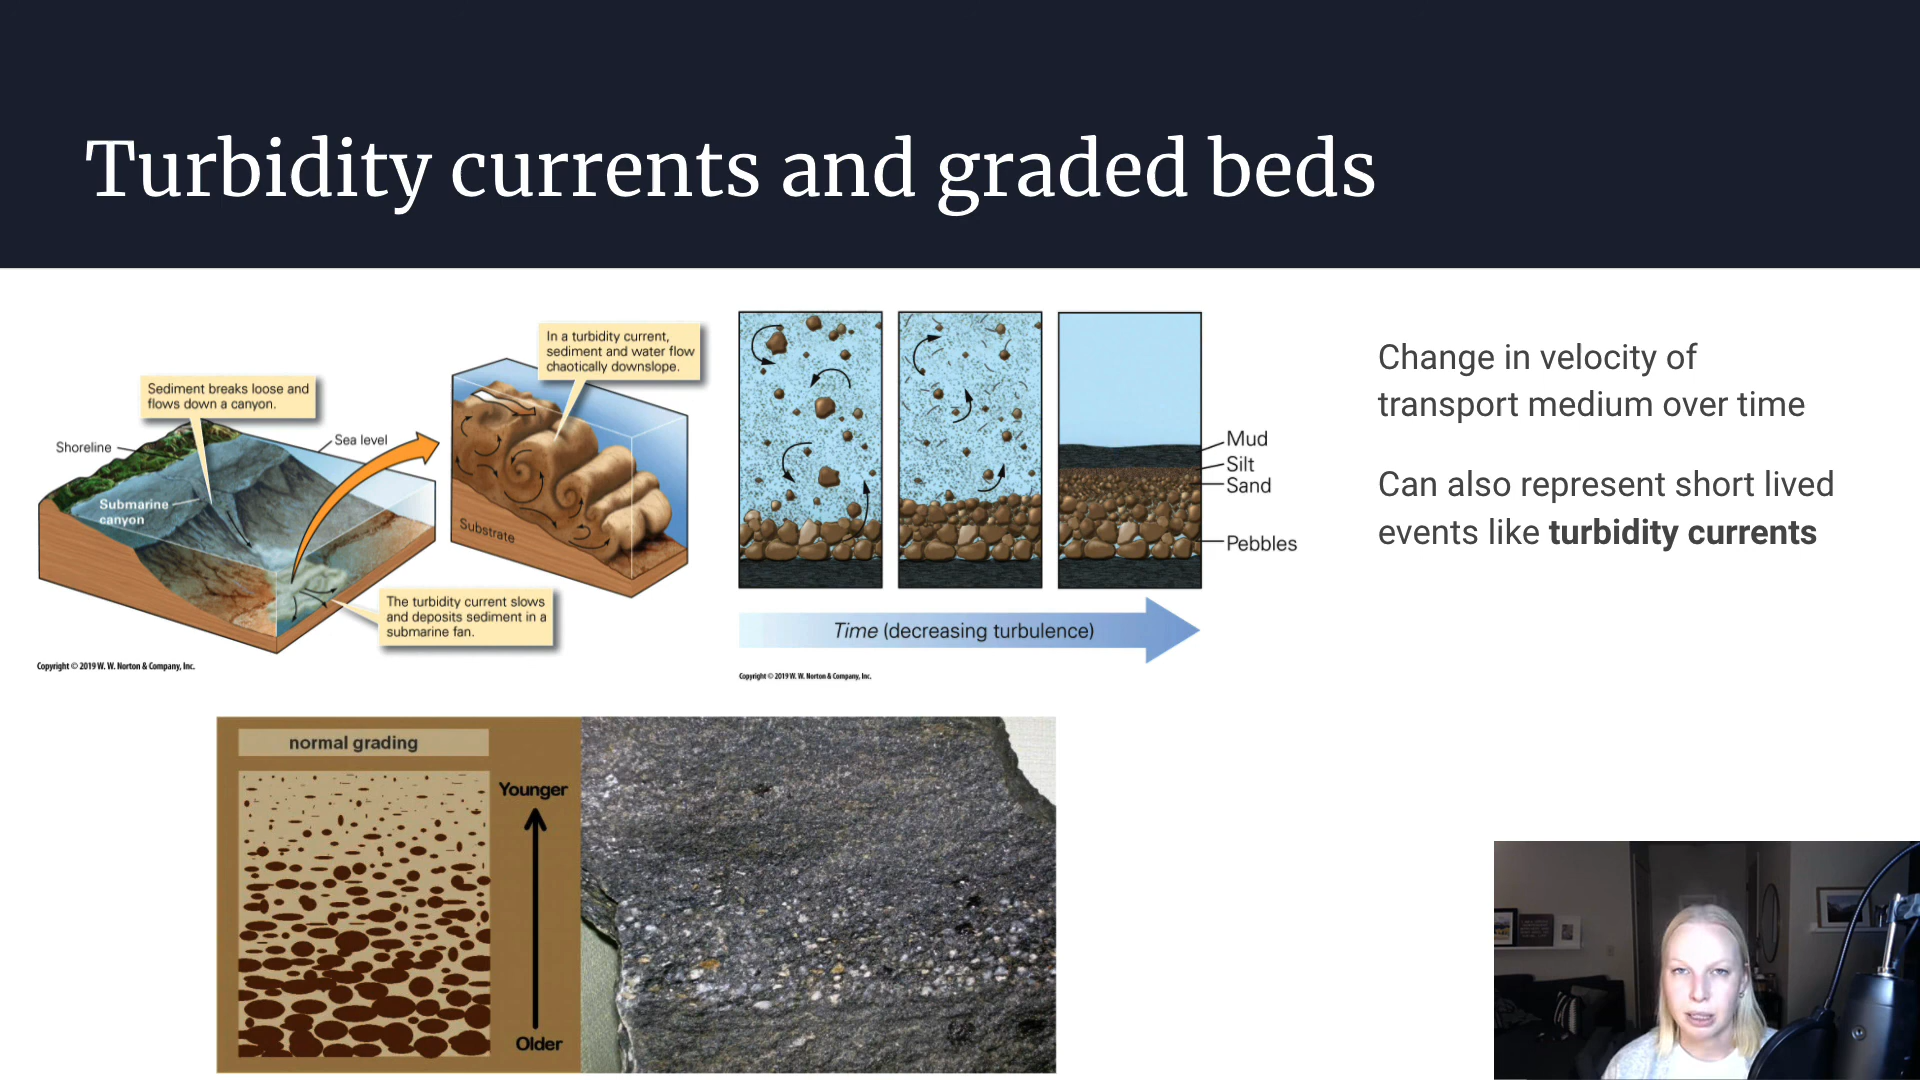 Turbidity currents and graded beds
Sediment breaks loose and
flows down a canyon.
In a turbidity current,
sediment and water flow
chaotically downslope.
Shoreline
Sea level
Submarine
canyon
Substrate
The turbidity current slows
and deposits sediment in a
submarine fan.
Copyright © 2019 W. W. Norton & Company, Inc.
Mud
Silt
Sand
Pebbles
Time (decreasing turbulence)
Copyright © 2019 W. W. Norton & Company, Inc.
Change in velocity of
transport medium over time
Can also represent short lived
events like turbidity currents
normal grading
Younger
Older